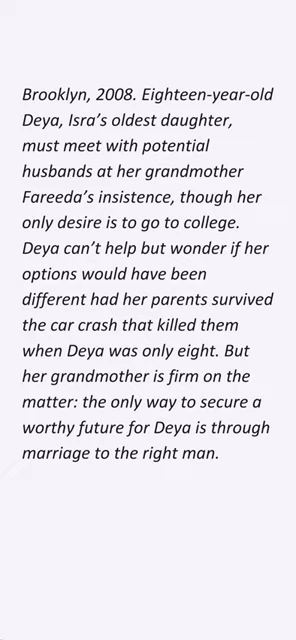 Brooklyn, 2008. Eighteen-year-old
Deya, Isra’s oldest daughter,
must meet with potential
husbands at her grandmother
Fareeda’s insistence, though her
only desire is to go to college.
Deya can’t help but wonder if her
options would have been
different had her parents survived
the car crash that killed them
when Deya was only eight. But
her grandmother is firm on the
matter: the only way to secure a
worthy future for Deya is through
marriage to the right man.